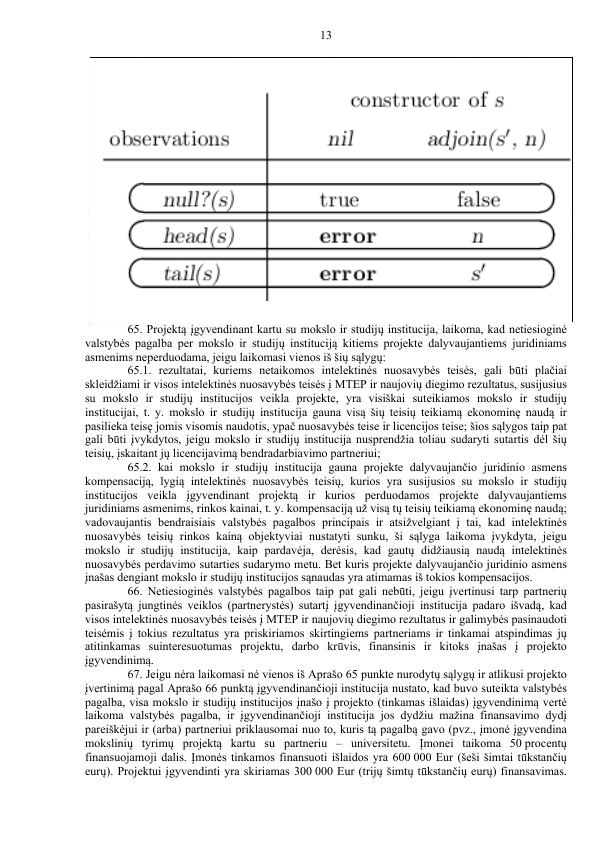 13
constructor of s
observations nil adjoin(s′, n)
null?(s) true false
head(s) error n
tail(s) error s′
65. Projektą įgyvendinant kartu su mokslo ir studijų institucija, laikoma, kad netiesioginė
valstybės pagalba per mokslo ir studijų instituciją kitiems projekte dalyvaujantiems juridiniams
asmenims neperduodama, jeigu laikomasi vienos iš šių sąlygų:
65.1. rezultatai, kuriems netaikomos intelektinės nuosavybės teisės, gali būti plačiai
skleidžiami ir visos intelektinės nuosavybės teisės į MTEP ir naujovių diegimo rezultatus, susijusius
su mokslo ir studijų institucijos veikla projekte, yra visiškai suteikiamos mokslo ir studijų
institucijai, t. y. mokslo ir studijų institucija gauna visą šių teisių teikiamą ekonominę naudą ir
pasilieka teisę jomis visomis naudotis, ypač nuosavybės teise ir licencijos teise; šios sąlygos taip pat
gali būti įvykdytos, jeigu mokslo ir studijų institucija nusprendžia toliau sudaryti sutartis dėl šių
teisių, įskaitant jų licencijavimą bendradarbiavimo partneriui;
65.2. kai mokslo ir studijų institucija gauna projekte dalyvaujančio juridinio asmens
kompensaciją, lygią intelektinės nuosavybės teisių, kurios yra susijusios su mokslo ir studijų
institucijos veikla įgyvendinant projektą ir kurios perduodamos projekte dalyvaujantiems
juridiniams asmenims, rinkos kainai, t. y. kompensaciją už visą tų teisių teikiamą ekonominę naudą;
vadovaujantis bendraisiais valstybės pagalbos principais ir atsižvelgiant į tai, kad intelektinės
nuosavybės teisių rinkos kainą objektyviai nustatyti sunku, ši sąlyga laikoma įvykdyta, jeigu
mokslo ir studijų institucija, kaip pardavėja, derėsis, kad gautų didžiausią naudą intelektinės
nuosavybės perdavimo sutarties sudarymo metu. Bet kuris projekte dalyvaujančio juridinio asmens
įnašas dengiant mokslo ir studijų institucijos sąnaudas yra atimamas iš tokios kompensacijos.
66. Netiesioginės valstybės pagalbos taip pat gali nebūti, jeigu įvertinusi tarp partnerių
pasirašytą jungtinės veiklos (partnerystės) sutartį įgyvendinančioji institucija padaro išvadą, kad
visos intelektinės nuosavybės teisės į MTEP ir naujovių diegimo rezultatus ir galimybės pasinaudoti
teisėmis į tokius rezultatus yra priskiriamos skirtingiems partneriams ir tinkamai atspindimas jų
atitinkamas suinteresuotumas projektu, darbo krūvis, finansinis ir kitoks įnašas į projekto
įgyvendinimą.
67. Jeigu nėra laikomasi nė vienos iš Aprašo 65 punkte nurodytų sąlygų ir atlikusi projekto
įvertinimą pagal Aprašo 66 punktą įgyvendinančioji institucija nustato, kad buvo suteikta valstybės
pagalba, visa mokslo ir studijų institucijos įnašo į projekto (tinkamas išlaidas) įgyvendinimą vertė
laikoma valstybės pagalba, ir įgyvendinančioji institucija jos dydžiu mažina finansavimo dydį
pareiškėjui ir (arba) partneriui priklausomai nuo to, kuris tą pagalbą gavo (pvz., įmonė įgyvendina
mokslinių tyrimų projektą kartu su partneriu – universitetu. Įmonei taikoma 50 procentų
finansuojamoji dalis. Įmonės tinkamos finansuoti išlaidos yra 600 000 Eur (šeši šimtai tūkstančių
eurų). Projektui įgyvendinti yra skiriamas 300 000 Eur (trijų šimtų tūkstančių eurų) finansavimas.